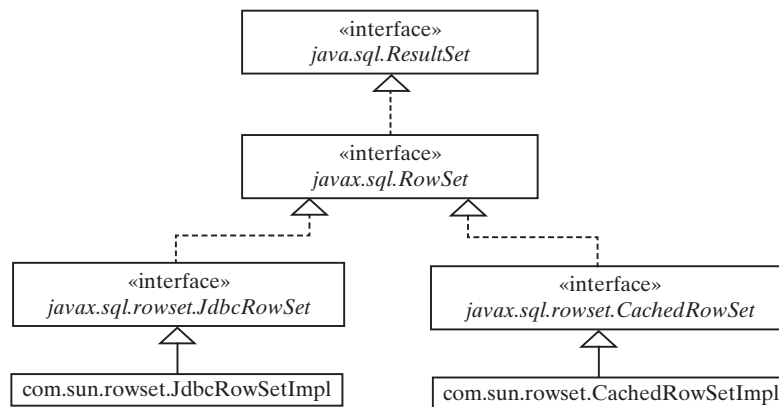 «interface»
java.sql.ResultSet
«interface»
javax.sql.RowSet
«interface»
javax.sql.rowset.JdbcRowSet
«interface»
javax.sql.rowset.CachedRowSet
com.sun.rowset.JdbcRowSetImpl
com.sun.rowset.CachedRowSetImpl